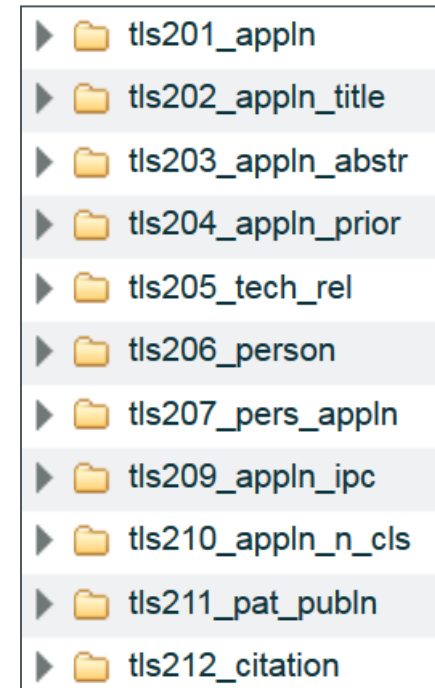 tls201_appln
tls202_appln_title
tls203_appln_abstr
tls204_appln_prior
tls205_tech_rel
tls206_person
tls207_pers_appln
tls209_appln_ipc
tls210_appln_n_cls
tls211_pat_publn
tls212_citation